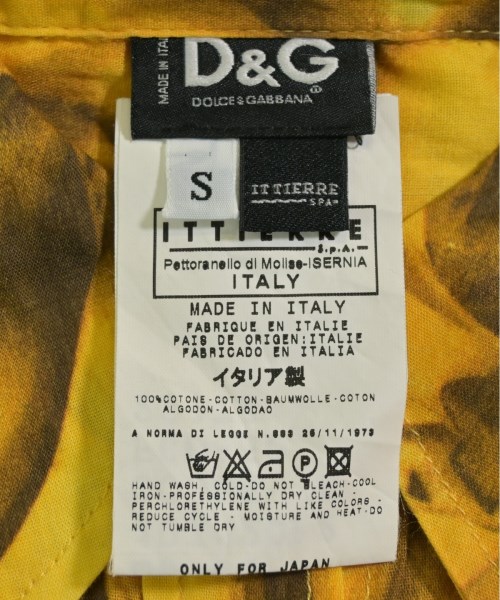 MADE IN ITALY
D&G
DOLCE&GABBANA
S
ITTIERRE
SPA
ITTIERRE
S.p.A.
Pettoranello di Molise-ISERNIA
ITALY
MADE IN ITALY
FABRIQUE EN ITALIE
PAIS DE ORIGEN:ITALIE
FABRICADO EN ITALIA
イタリア製
100%COTONE-COTTON-BAUMWOLLE-COTON
ALGODON-ALGODAO
A NORMA DI LEGGE N.883 26/11/1973
HAND WASH, COLD-DO NOT BLEACH-COOL
IRON-PROFESSIONALLY DRY CLEAN -
PERCHLORETHYLENE WITH LIKE COLORS -
REDUCE CYCLE - MOISTURE AND HEAT-DO
NOT TUMBLE DRY
ONLY FOR JAPAN